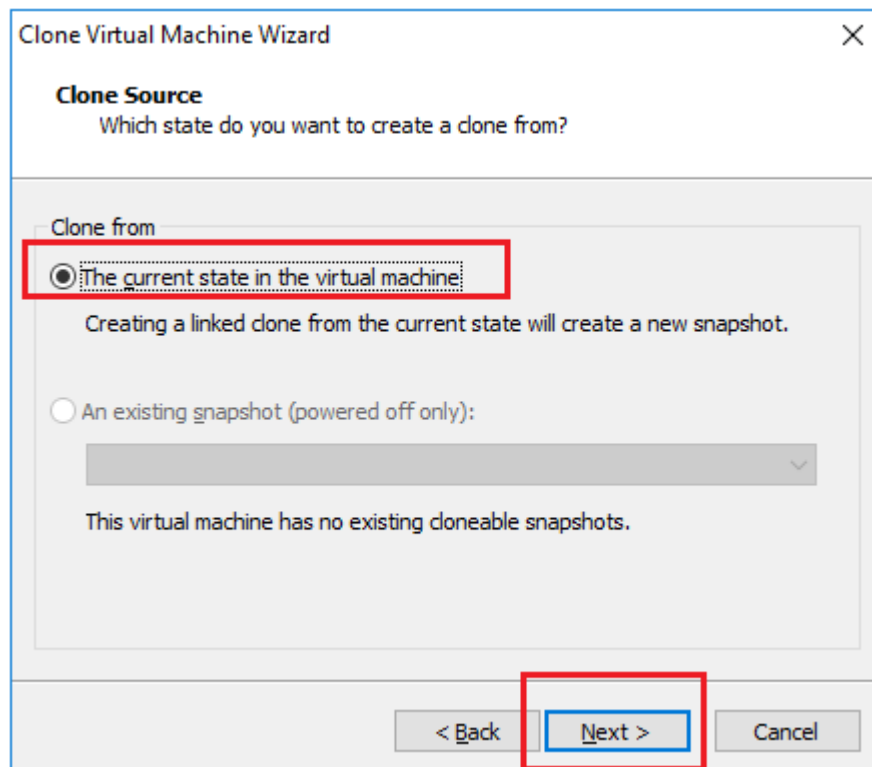 Clone Virtual Machine Wizard
Clone Source
Which state do you want to create a clone from?
Clone from
The current state in the virtual machine
Creating a linked clone from the current state will create a new snapshot.
An existing snapshot (powered off only):
This virtual machine has no existing cloneable snapshots.
< Back Next > Cancel